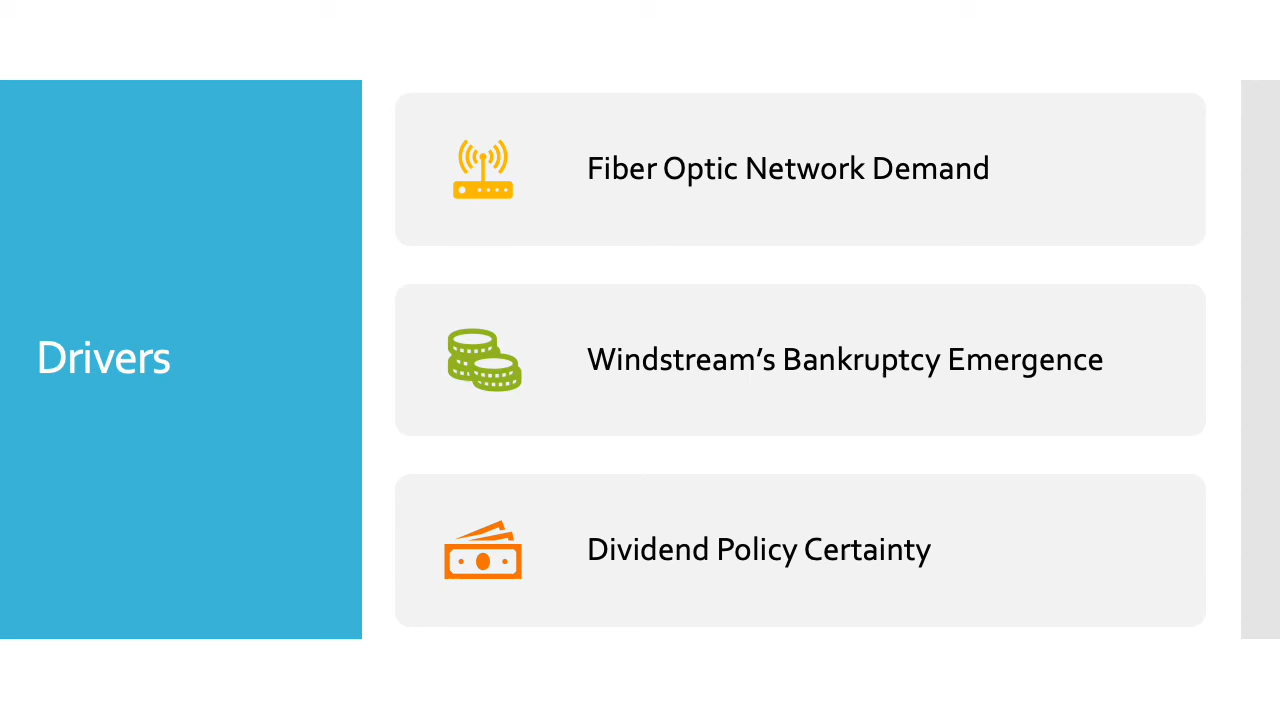 Drivers
Fiber Optic Network Demand
Windstream’s Bankruptcy Emergence
Dividend Policy Certainty